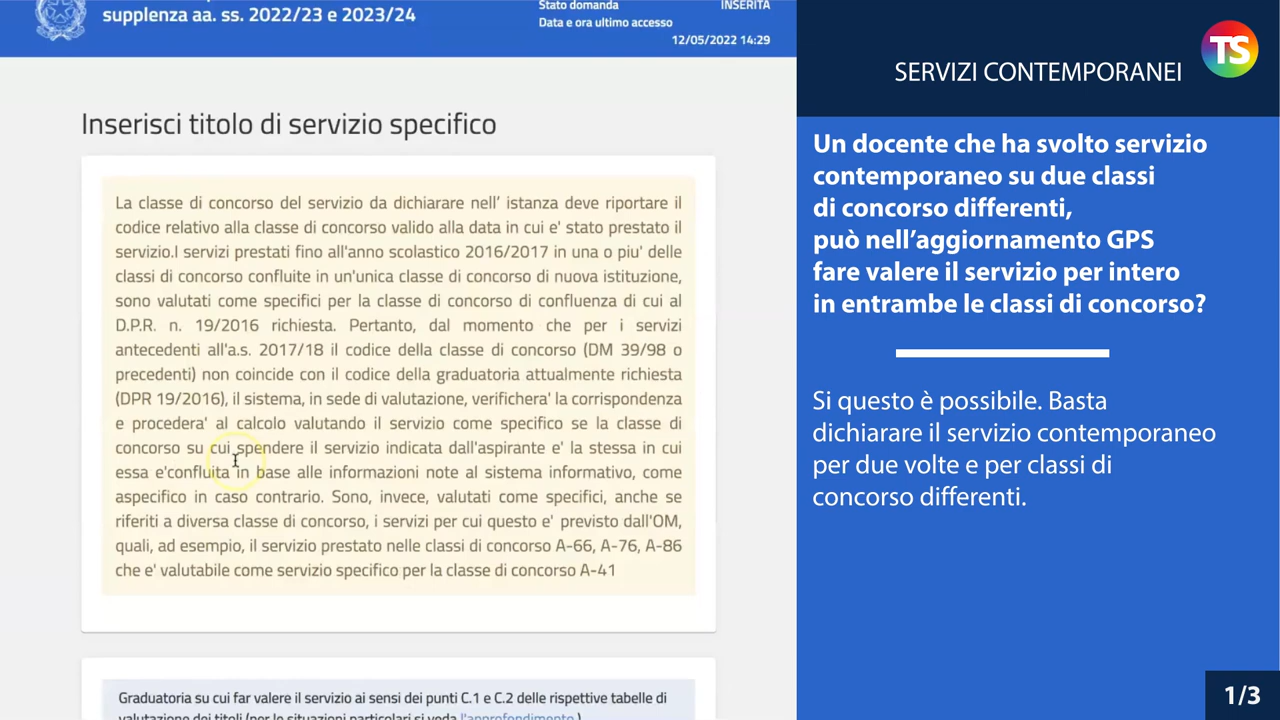 supplenza aa. ss. 2022/23 e 2023/24
Stato domanda
INSERITA
Data e ora ultimo accesso
12/05/2022 14:29
Inserisci titolo di servizio specifico
La classe di concorso del servizio da dichiarare nell’ istanza deve riportare il
codice relativo alla classe di concorso valido alla data in cui e' stato prestato il
servizio.I servizi prestati fino all'anno scolastico 2016/2017 in una o piu' delle
classi di concorso confluite in un'unica classe di concorso di nuova istituzione,
sono valutati come specifici per la classe di concorso di confluenza di cui al
D.P.R. n. 19/2016 richiesta. Pertanto, dal momento che per i servizi
antecedenti all'a.s. 2017/18 il codice della classe di concorso (DM 39/98 o
precedenti) non coincide con il codice della graduatoria attualmente richiesta
(DPR 19/2016), il sistema, in sede di valutazione, verifichera' la corrispondenza
e procedera' al calcolo valutando il servizio come specifico se la classe di
concorso su cui spendere il servizio indicata dall'aspirante e' la stessa in cui
essa e'confluita in base alle informazioni note al sistema informativo, come
aspecifico in caso contrario. Sono, invece, valutati come specifici, anche se
riferiti a diversa classe di concorso, i servizi per cui questo e' previsto dall'OM,
quali, ad esempio, il servizio prestato nelle classi di concorso A-66, A-76, A-86
che e' valutabile come servizio specifico per la classe di concorso A-41
Graduatoria su cui far valere il servizio ai sensi dei punti C.1 e C.2 delle rispettive tabelle di
valutazione dei titoli (per le situazioni particolari si veda l'approfondimento )
SERVIZI CONTEMPORANEI
TS
Un docente che ha svolto servizio
contemporaneo su due classi
di concorso differenti,
può nell’aggiornamento GPS
fare valere il servizio per intero
in entrambe le classi di concorso?
Si questo è possibile. Basta
dichiarare il servizio contemporaneo
per due volte e per classi di
concorso differenti.
1/3